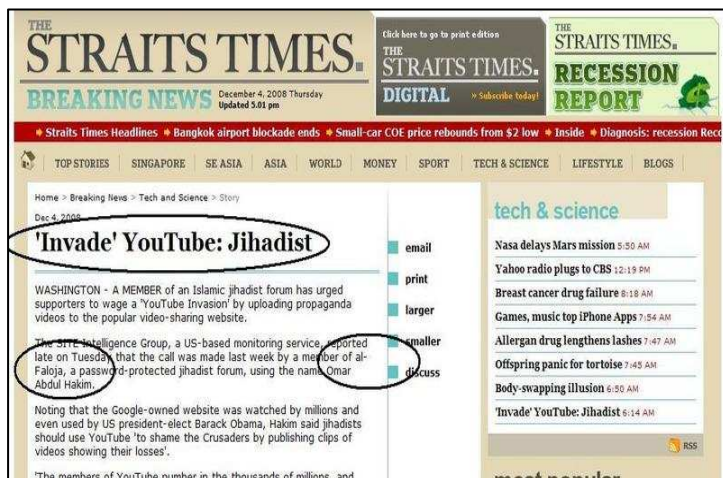 THE
STRAITS TIMES.
BREAKING NEWS
December 4, 2008 Thursday
Updated 5.01 pm
Click here to go to print edition
THE
STRAITS TIMES.
DIGITAL
» Subscribe today!
THE
STRAITS TIMES.
RECESSION
REPORT
Straits Times Headlines
Bangkok airport blockade ends
Small-car COE price rebounds from $2 low
Inside
Diagnosis: recession Reco
TOP STORIES
SINGAPORE
SE ASIA
ASIA
WORLD
MONEY
SPORT
TECH & SCIENCE
LIFESTYLE
BLOGS
Home > Breaking News > Tech and Science > Story
Dec 4, 2008
'Invade' YouTube: Jihadist
WASHINGTON - A MEMBER of an Islamic jihadist forum has urged
supporters to wage a 'YouTube Invasion' by uploading propaganda
videos to the popular video-sharing website.
The SITE Intelligence Group, a US-based monitoring service, reported
late on Tuesday that the call was made last week by a member of al-
Faloja, a password-protected jihadist forum, using the name Omar
Abdul Hakim.
Noting that the Google-owned website was watched by millions and
even used by US president-elect Barack Obama, Hakim said jihadists
should use YouTube 'to shame the Crusaders by publishing clips of
videos showing their losses'.
'The members of YouTube number in the thousands of millions, and
email
print
larger
smaller
discuss
tech & science
Nasa delays Mars mission 5:50 AM
Yahoo radio plugs to CBS 12:19 PM
Breast cancer drug failure 8:18 AM
Games, music top iPhone Apps 7:54 AM
Allergan drug lengthens lashes 7:47 AM
Offspring panic for tortoise 7:45 AM
Body-swapping illusion 6:50 AM
'Invade' YouTube: Jihadist 6:14 AM
RSS
most popular